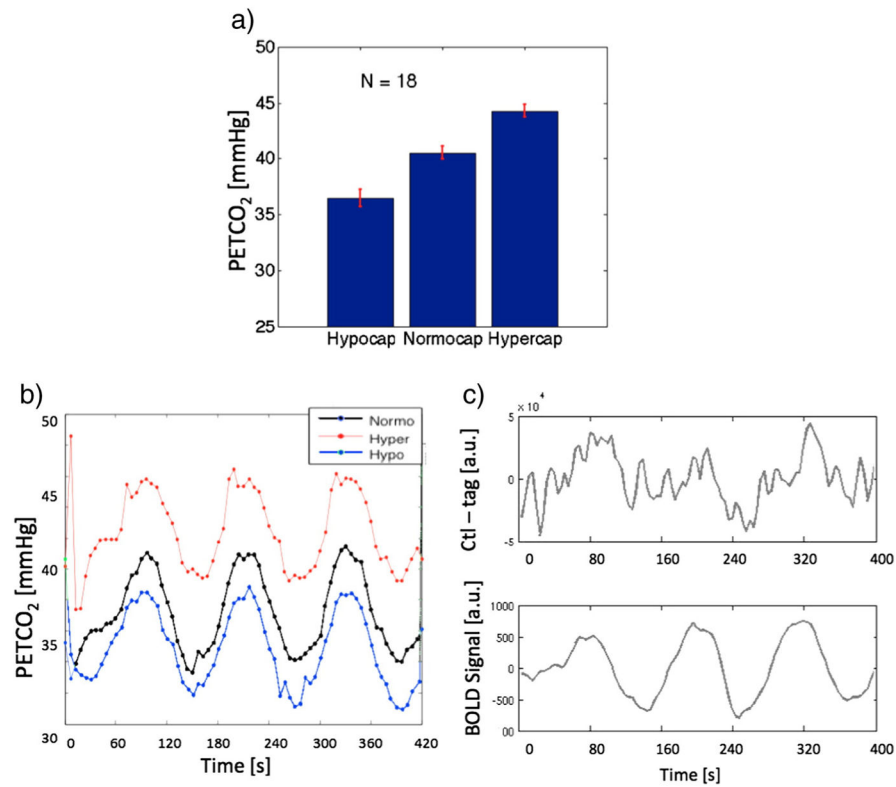 a)
50
45
40
35
30
25
PETCO2 [mmHg]
N = 18
Hypocap Normocap Hypercap
b)
50
45
40
35
30
PETCO2 [mmHg]
Normo
Hyper
Hypo
0 60 120 180 240 300 360 420
Time [s]
c)
× 10^4
5
0
-5
Ctl – tag [a.u.]
0 80 160 240 320 400
1000
500
0
-500
00
BOLD Signal [a.u.]
0 80 160 240 320 400
Time [s]